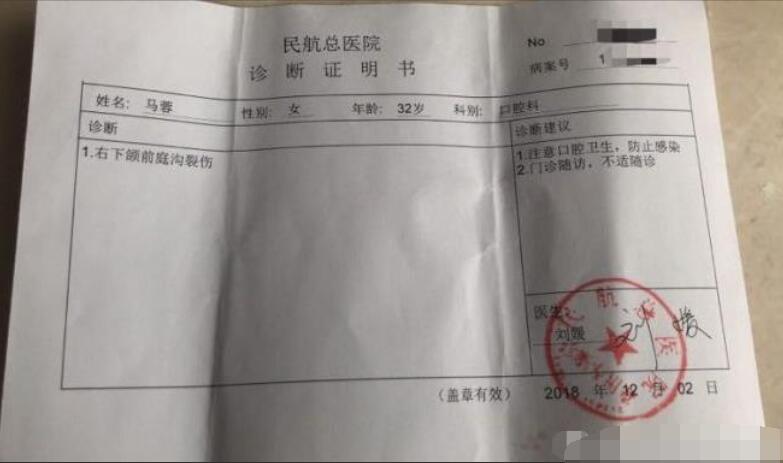 民航总医院
诊断证明书
No
病案号 1
姓名: 马蓉 性别: 女 年龄: 32岁 科别: 口腔科
诊断
诊断建议
1.右下颌前庭沟裂伤
1.注意口腔卫生，防止感染
2.门诊随访，不适随诊
医生:
刘媛
刘媛
(盖章有效) 2018 年 12 月 02 日